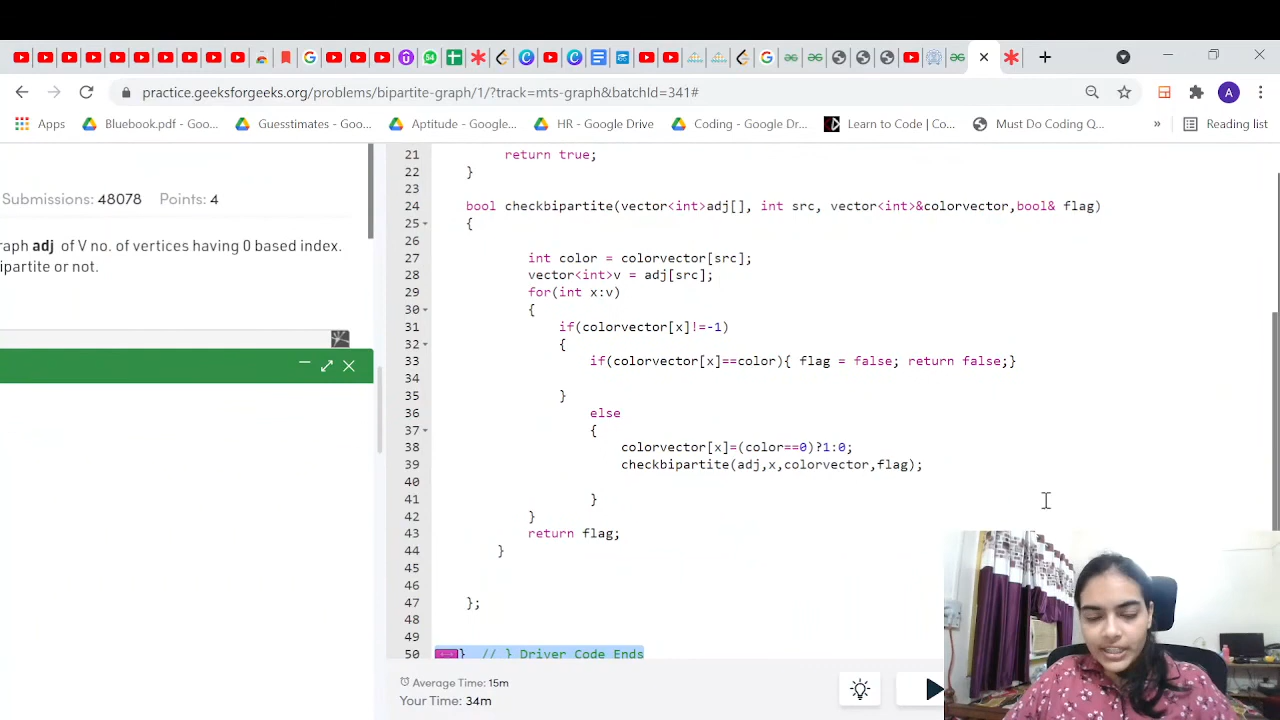 practice.geeksforgeeks.org/problems/bipartite-graph/1/?track=mts-graph&batchId=341#
Apps
Bluebook.pdf - Goo...
Guesstimates - Goo...
Aptitude - Google...
HR - Google Drive
Coding - Google Dr...
Learn to Code | Co...
Must Do Coding Q...
»
Reading list
Submissions: 48078 Points: 4
raph adj of V no. of vertices having 0 based index.
ipartite or not.
21 return true;
22 }
23
24 bool checkbipartite(vector<int>adj[], int src, vector<int>&colorvector,bool& flag)
25 {
26
27 int color = colorvector[src];
28 vector<int>v = adj[src];
29 for(int x:v)
30 {
31 if(colorvector[x]!=-1)
32 {
33 if(colorvector[x]==color){ flag = false; return false;}
34
35 }
36 else
37 {
38 colorvector[x]=(color==0)?1:0;
39 checkbipartite(adj,x,colorvector,flag);
40
41 }
42 }
43 return flag;
44 }
45
46
47 };
48
49
50 } // } Driver Code Ends
Average Time: 15m
Your Time: 34m